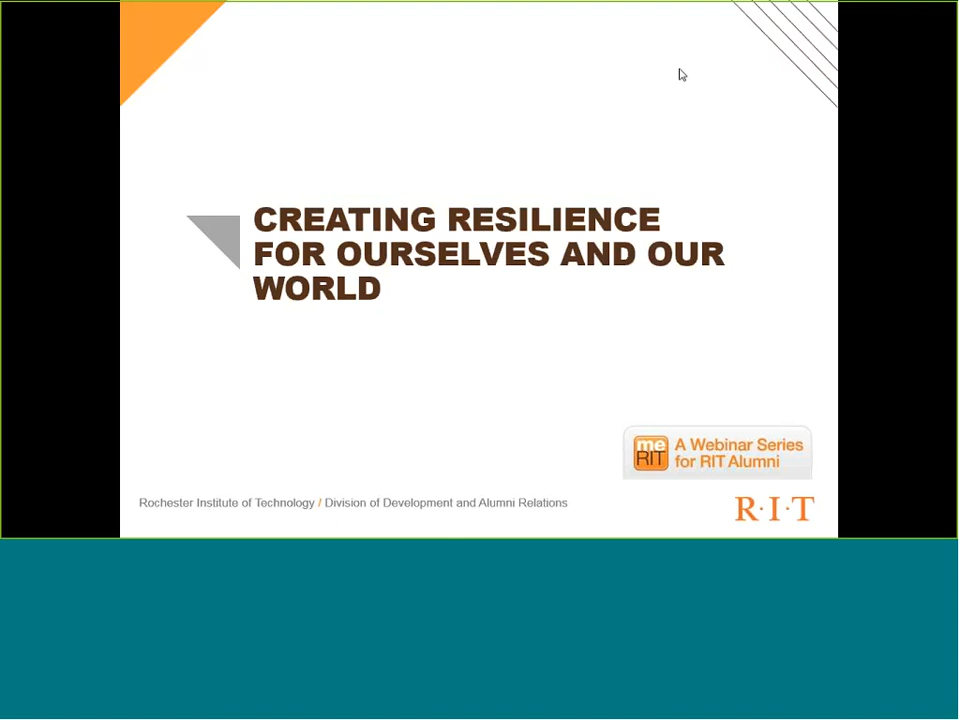 CREATING RESILIENCE
FOR OURSELVES AND OUR
WORLD
me
RIT
A Webinar Series
for RIT Alumni
Rochester Institute of Technology / Division of Development and Alumni Relations
R·I·T